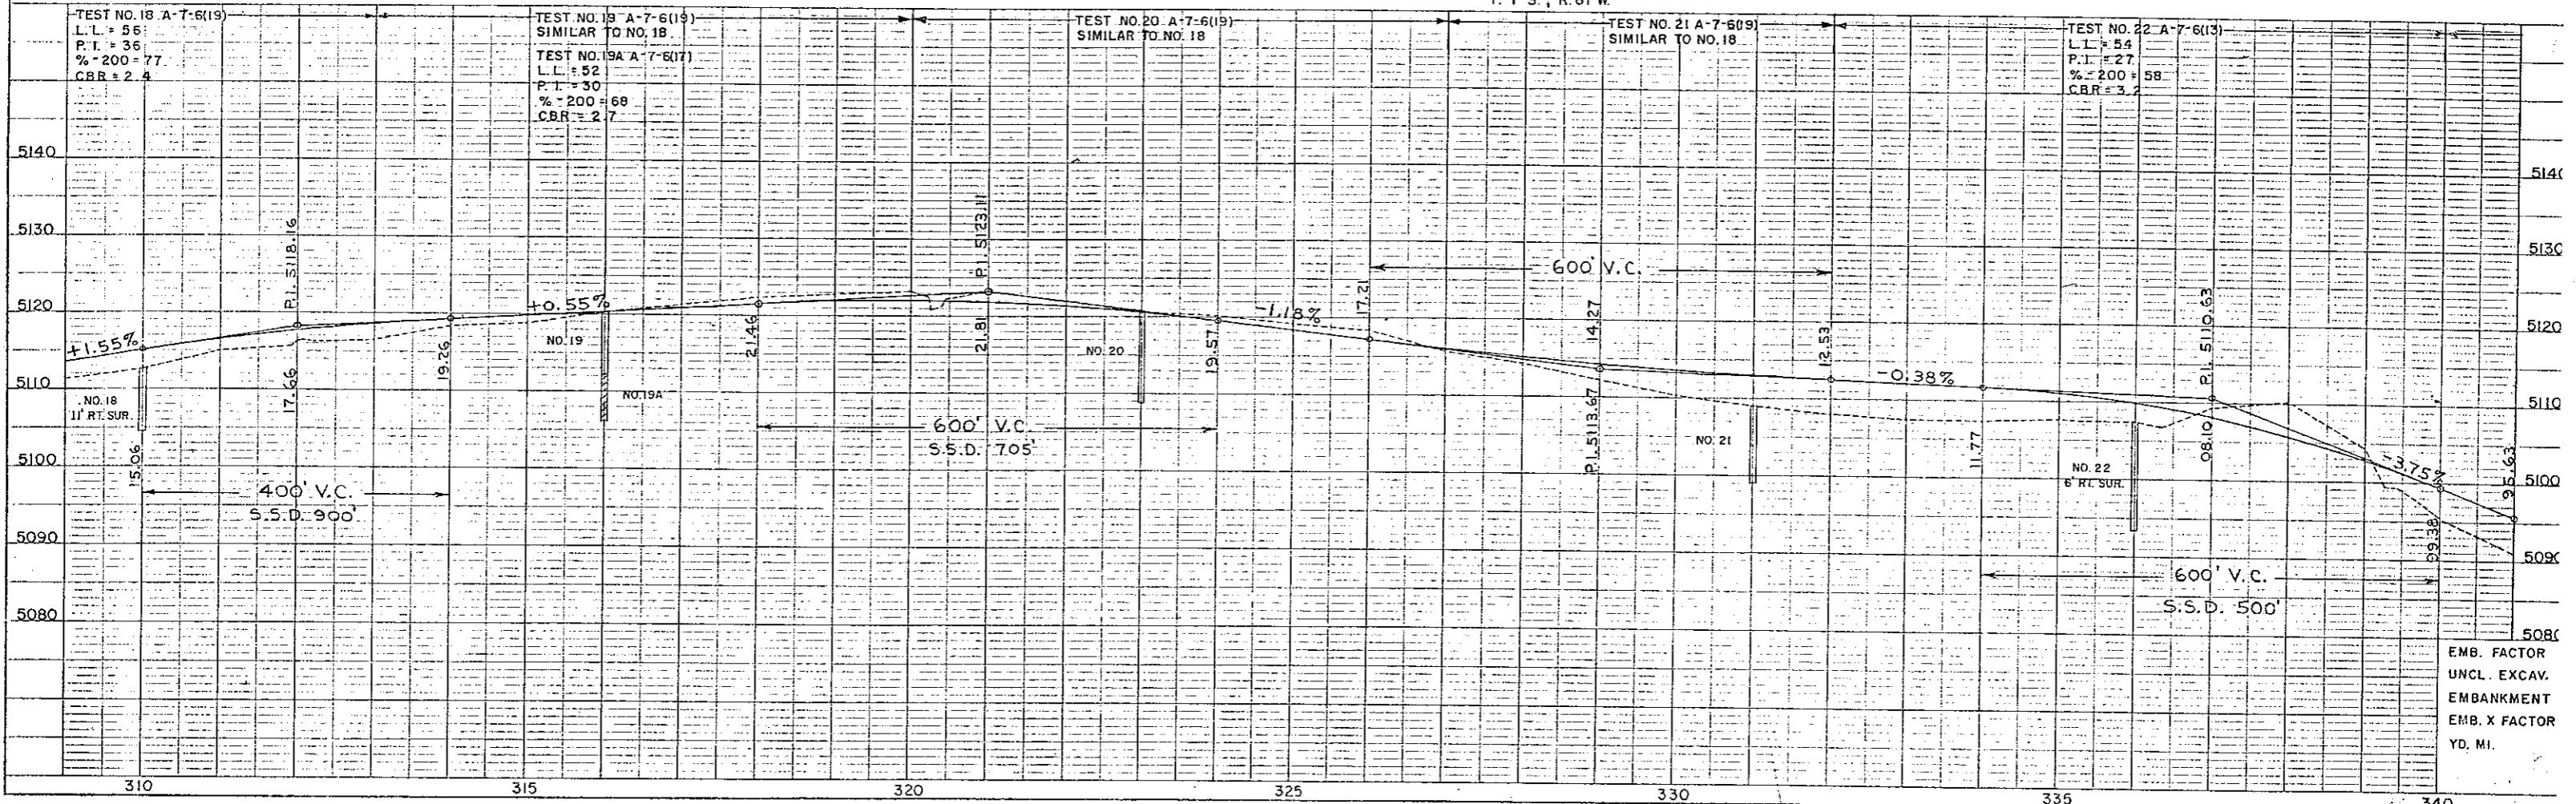 T. 1 S., R. 61 W.
TEST NO. 18 A-7-6(19)
L.L. = 56
P.I. = 36
% -200 = 77
CBR = 2.4
TEST NO. 19 A-7-6(19)
SIMILAR TO NO. 18
TEST NO. 19A A-7-6(17)
L.L. = 52
P.I. = 30
% -200 = 68
CBR = 2.7
TEST NO. 20 A-7-6(19)
SIMILAR TO NO. 18
TEST NO. 21 A-7-6(19)
SIMILAR TO NO. 18
TEST NO. 22 A-7-6(13)
L.L. = 54
P.I. = 27
% -200 = 58
CBR = 3.2
5140
5130
5120
5110
5100
5090
5080
+1.55%
NO. 18
11' RT. SUR.
15.06
P.I. 5118.16
17.66
400' V.C.
S.S.D. 900'
19.26
+0.55%
NO. 19
NO. 19A
21.46
P.I. 5123.11
21.81
600' V.C.
S.S.D. 705'
NO. 20
19.57
-1.18%
17.21
600' V.C.
14.27
P.I. 5113.67
NO. 21
12.53
-0.38%
11.77
NO. 22
6' RT. SUR.
P.I. 5110.63
08.10
600' V.C.
S.S.D. 500'
-3.75%
99.38
95.63
5130
5120
5110
5100
EMB. FACTOR
UNCL. EXCAV.
EMBANKMENT
EMB. X FACTOR
YD. MI.
310
315
320
325
330
335
340